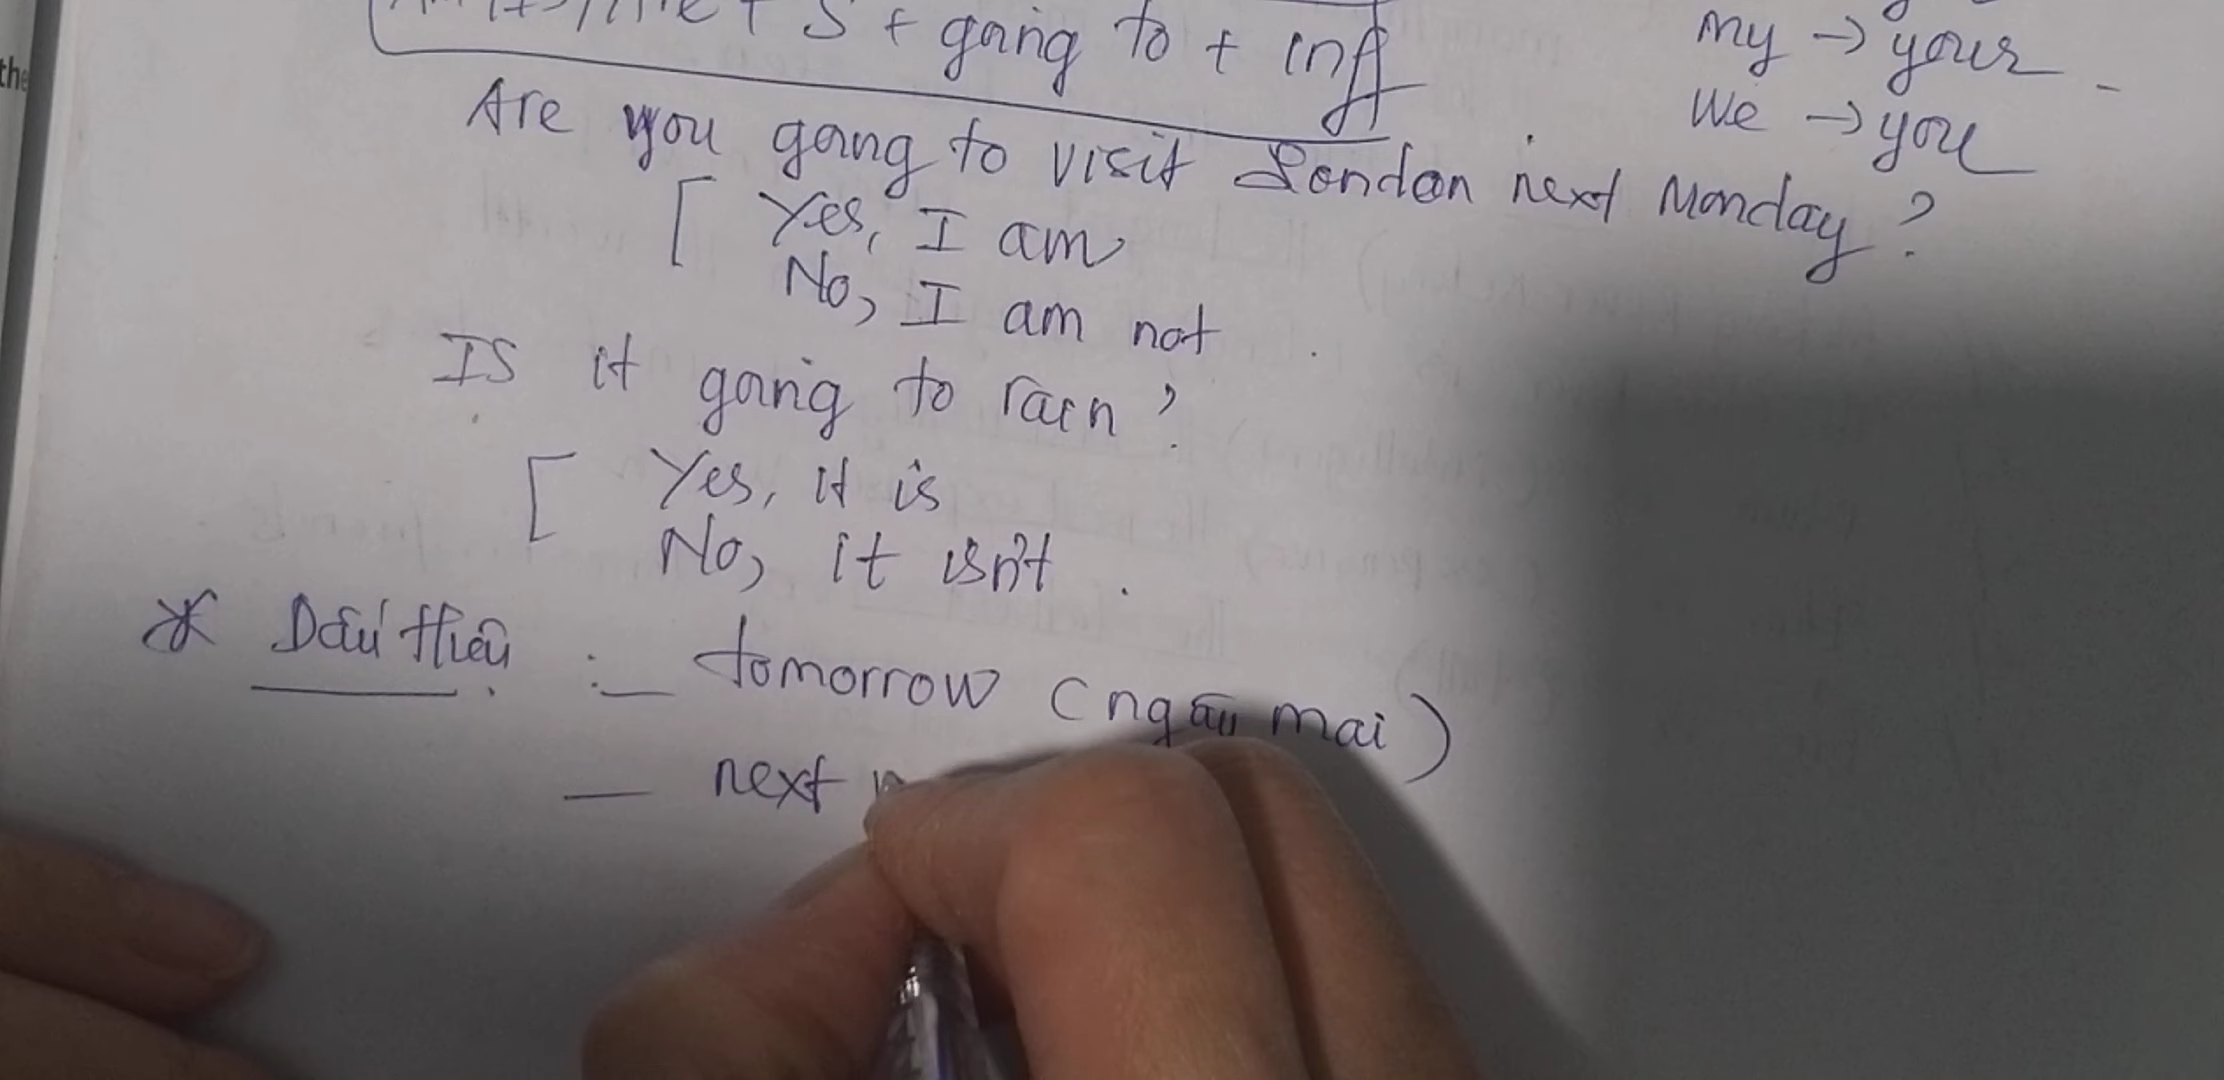 + S + going to + inf
my → your
We → you
Are you going to visit London next Monday?
Yes, I am
No, I am not.
Is it going to rain?
Yes, it is
No, it isn't.
* Dấu hiệu : — tomorrow (ngày mai)
— next
the